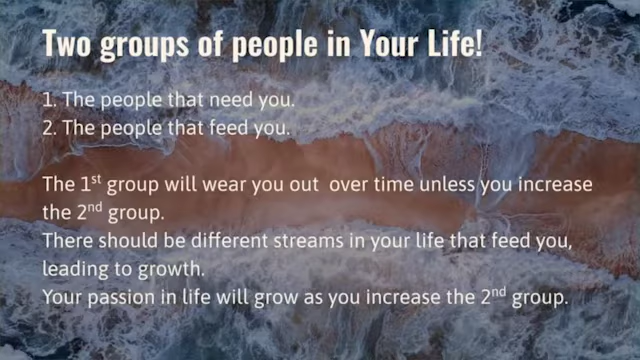 Two groups of people in Your Life!
1. The people that need you.
2. The people that feed you.
The 1st group will wear you out over time unless you increase
the 2nd group.
There should be different streams in your life that feed you,
leading to growth.
Your passion in life will grow as you increase the 2nd group.